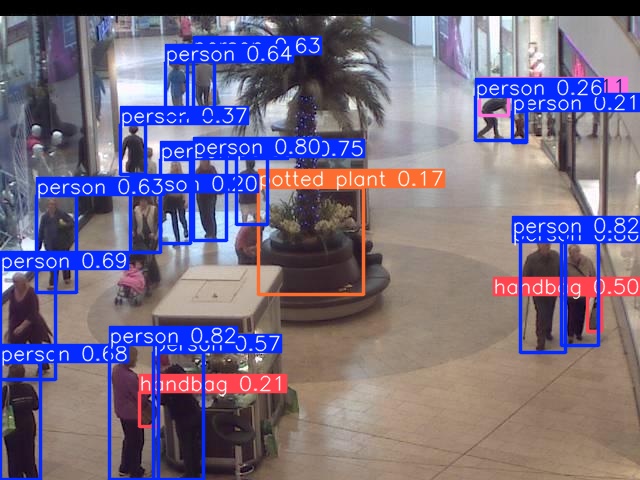 person 0.64
0.63
person 0.26
person 0.21
person 0.37
person 0.80
0.75
person 0.63
0.20
potted plant 0.17
person 0.82
person 0.69
handbag 0.50
person 0.82
0.57
person 0.68
handbag 0.21